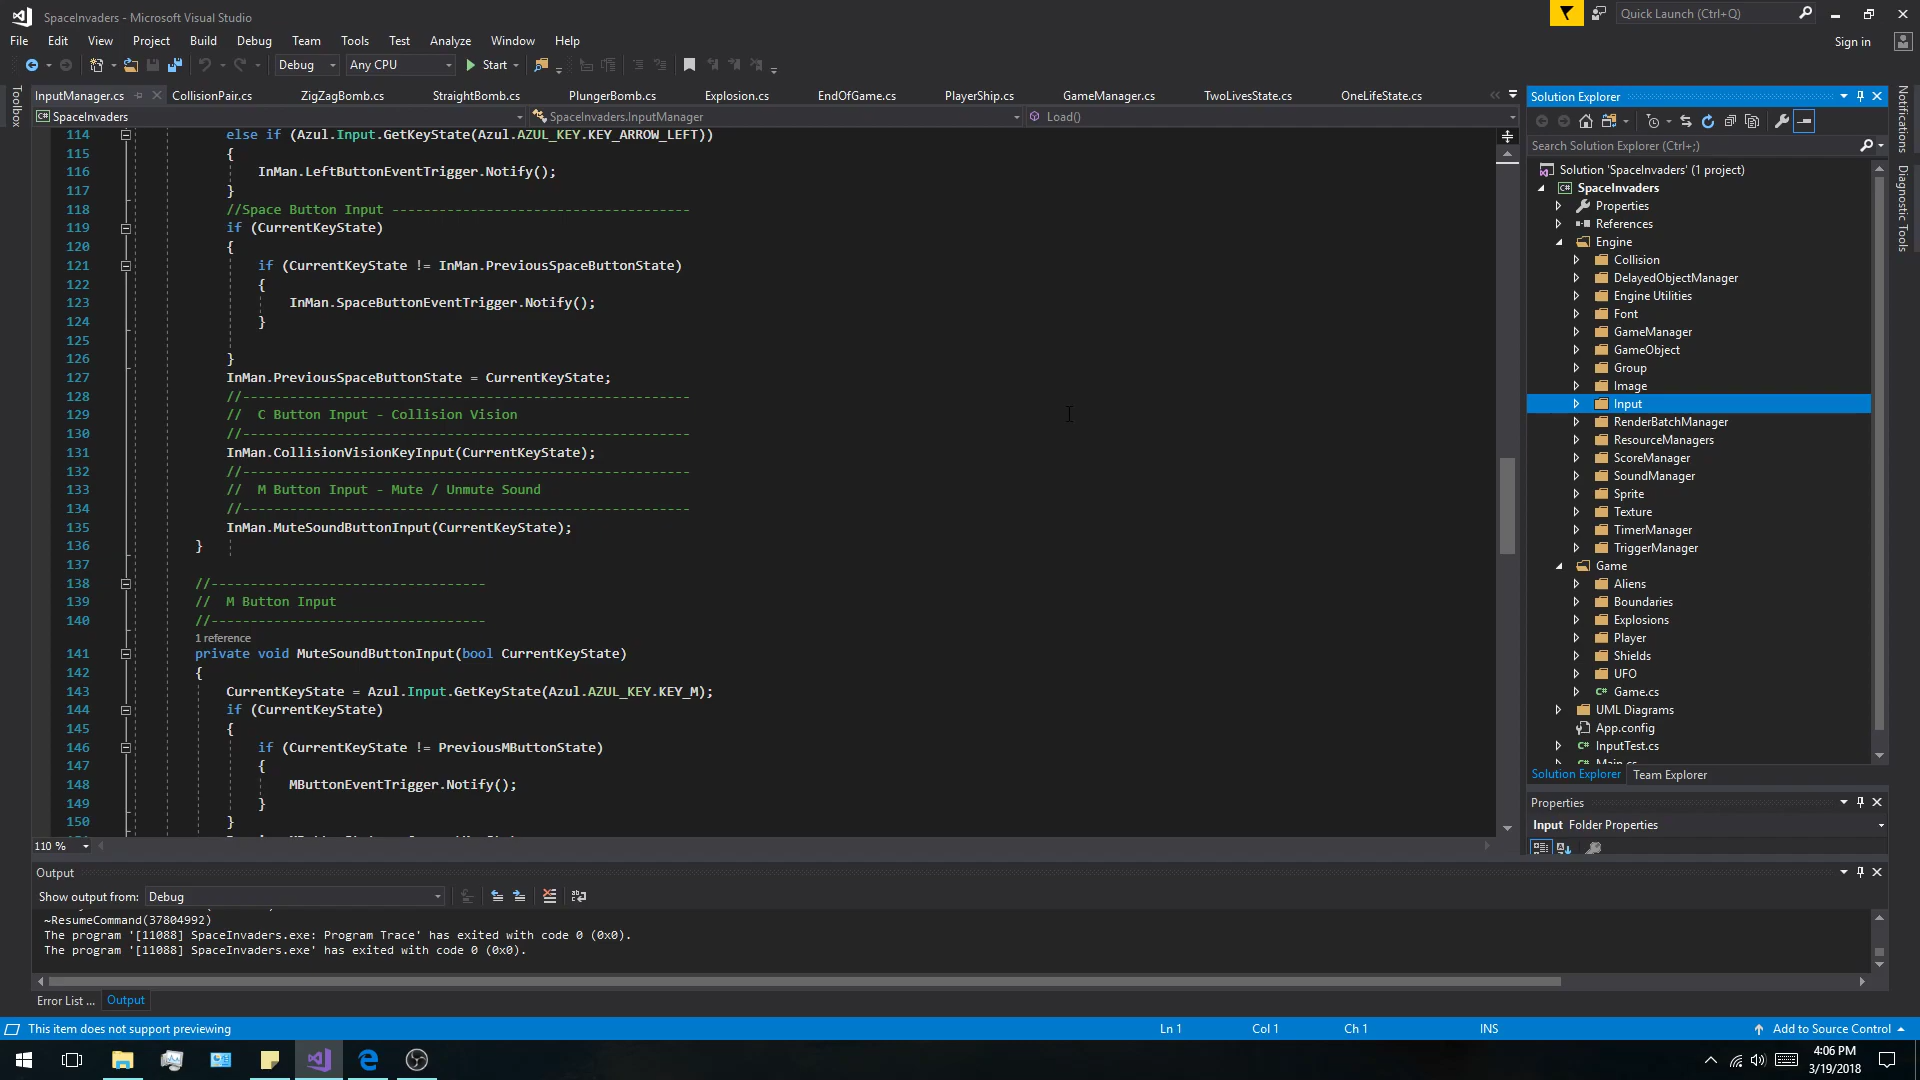 SpaceInvaders - Microsoft Visual Studio
Quick Launch (Ctrl+Q)
File Edit View Project Build Debug Team Tools Test Analyze Window Help
Sign in
Debug Any CPU Start
Toolbox
InputManager.cs CollisionPair.cs ZigZagBomb.cs StraightBomb.cs PlungerBomb.cs Explosion.cs EndOfGame.cs PlayerShip.cs GameManager.cs TwoLivesState.cs OneLifeState.cs
SpaceInvaders SpaceInvaders.InputManager Load()
114 else if (Azul.Input.GetKeyState(Azul.AZUL_KEY.KEY_ARROW_LEFT))
115 {
116 InMan.LeftButtonEventTrigger.Notify();
117 }
118 //Space Button Input --------------------------------------
119 if (CurrentKeyState)
120 {
121 if (CurrentKeyState != InMan.PreviousSpaceButtonState)
122 {
123 InMan.SpaceButtonEventTrigger.Notify();
124 }
125
126 }
127 InMan.PreviousSpaceButtonState = CurrentKeyState;
128 //---------------------------------------------------------
129 // C Button Input - Collision Vision
130 //---------------------------------------------------------
131 InMan.CollisionVisionKeyInput(CurrentKeyState);
132 //---------------------------------------------------------
133 // M Button Input - Mute / Unmute Sound
134 //---------------------------------------------------------
135 InMan.MuteSoundButtonInput(CurrentKeyState);
136 }
137
138 //-----------------------------------
139 // M Button Input
140 //-----------------------------------
1 reference
141 private void MuteSoundButtonInput(bool CurrentKeyState)
142 {
143 CurrentKeyState = Azul.Input.GetKeyState(Azul.AZUL_KEY.KEY_M);
144 if (CurrentKeyState)
145 {
146 if (CurrentKeyState != PreviousMButtonState)
147 {
148 MButtonEventTrigger.Notify();
149 }
150 }
110 %
Solution Explorer
Search Solution Explorer (Ctrl+;)
Solution 'SpaceInvaders' (1 project)
SpaceInvaders
Properties
References
Engine
Collision
DelayedObjectManager
Engine Utilities
Font
GameManager
GameObject
Group
Image
Input
RenderBatchManager
ResourceManagers
ScoreManager
SoundManager
Sprite
Texture
TimerManager
TriggerManager
Game
Aliens
Boundaries
Explosions
Player
Shields
UFO
Game.cs
UML Diagrams
App.config
InputTest.cs
Main.cs
Solution Explorer Team Explorer
Properties
Input Folder Properties
Notifications
Diagnostic Tools
Output
Show output from: Debug
~ResumeCommand(37804992)
The program '[11088] SpaceInvaders.exe: Program Trace' has exited with code 0 (0x0).
The program '[11088] SpaceInvaders.exe' has exited with code 0 (0x0).
Error List ... Output
This item does not support previewing Ln 1 Col 1 Ch 1 INS Add to Source Control
4:06 PM
3/19/2018